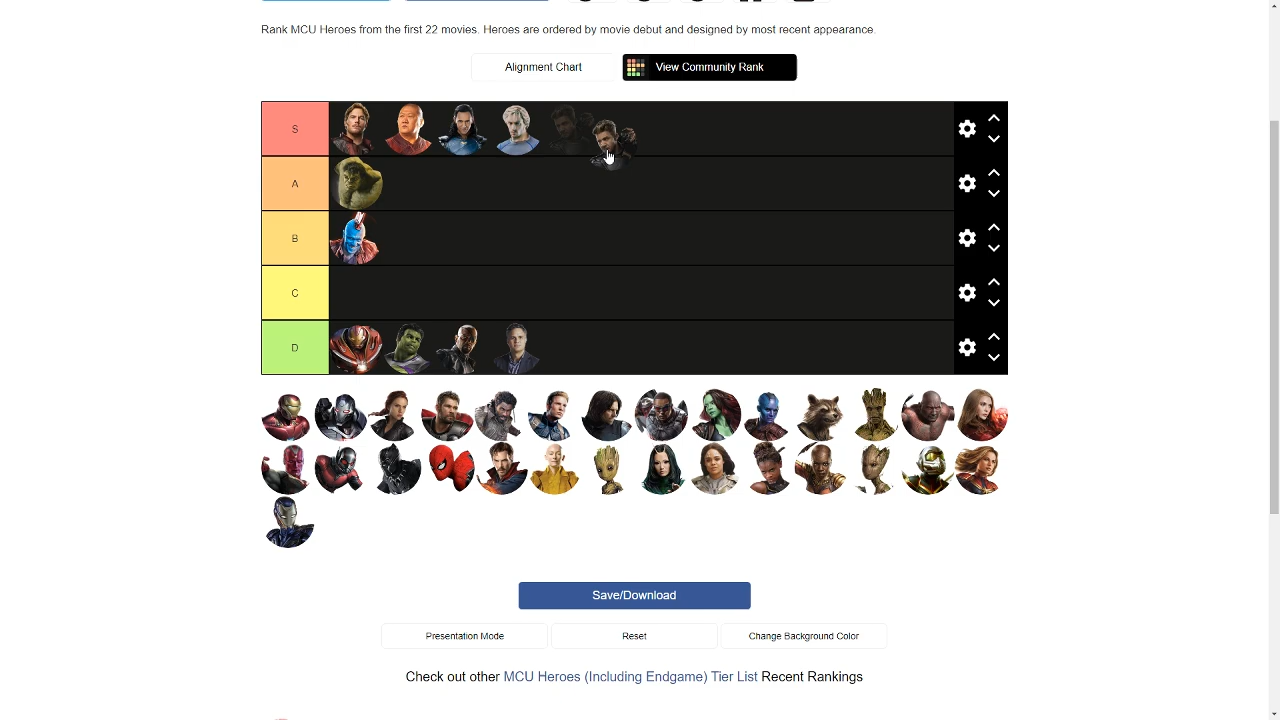 Rank MCU Heroes from the first 22 movies. Heroes are ordered by movie debut and designed by most recent appearance.
Alignment Chart
View Community Rank
S
A
B
C
D
Save/Download
Presentation Mode
Reset
Change Background Color
Check out other MCU Heroes (Including Endgame) Tier List Recent Rankings